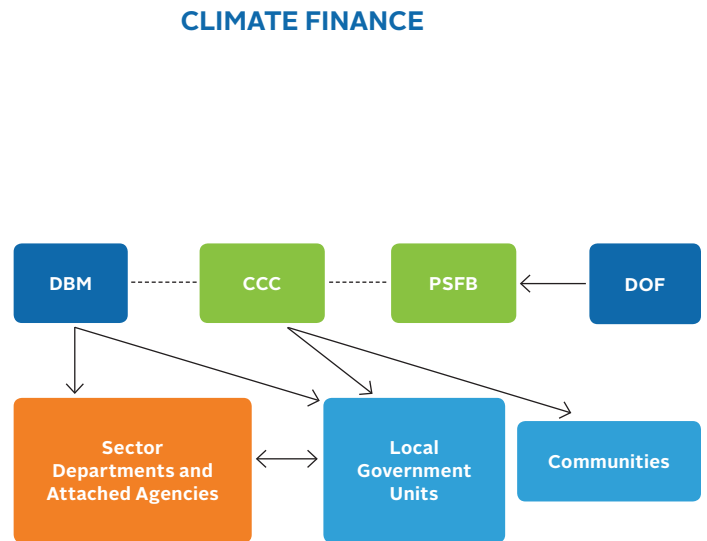 CLIMATE FINANCE
DBM
CCC
PSFB
DOF
Sector
Departments and
Attached Agencies
Local
Government
Units
Communities